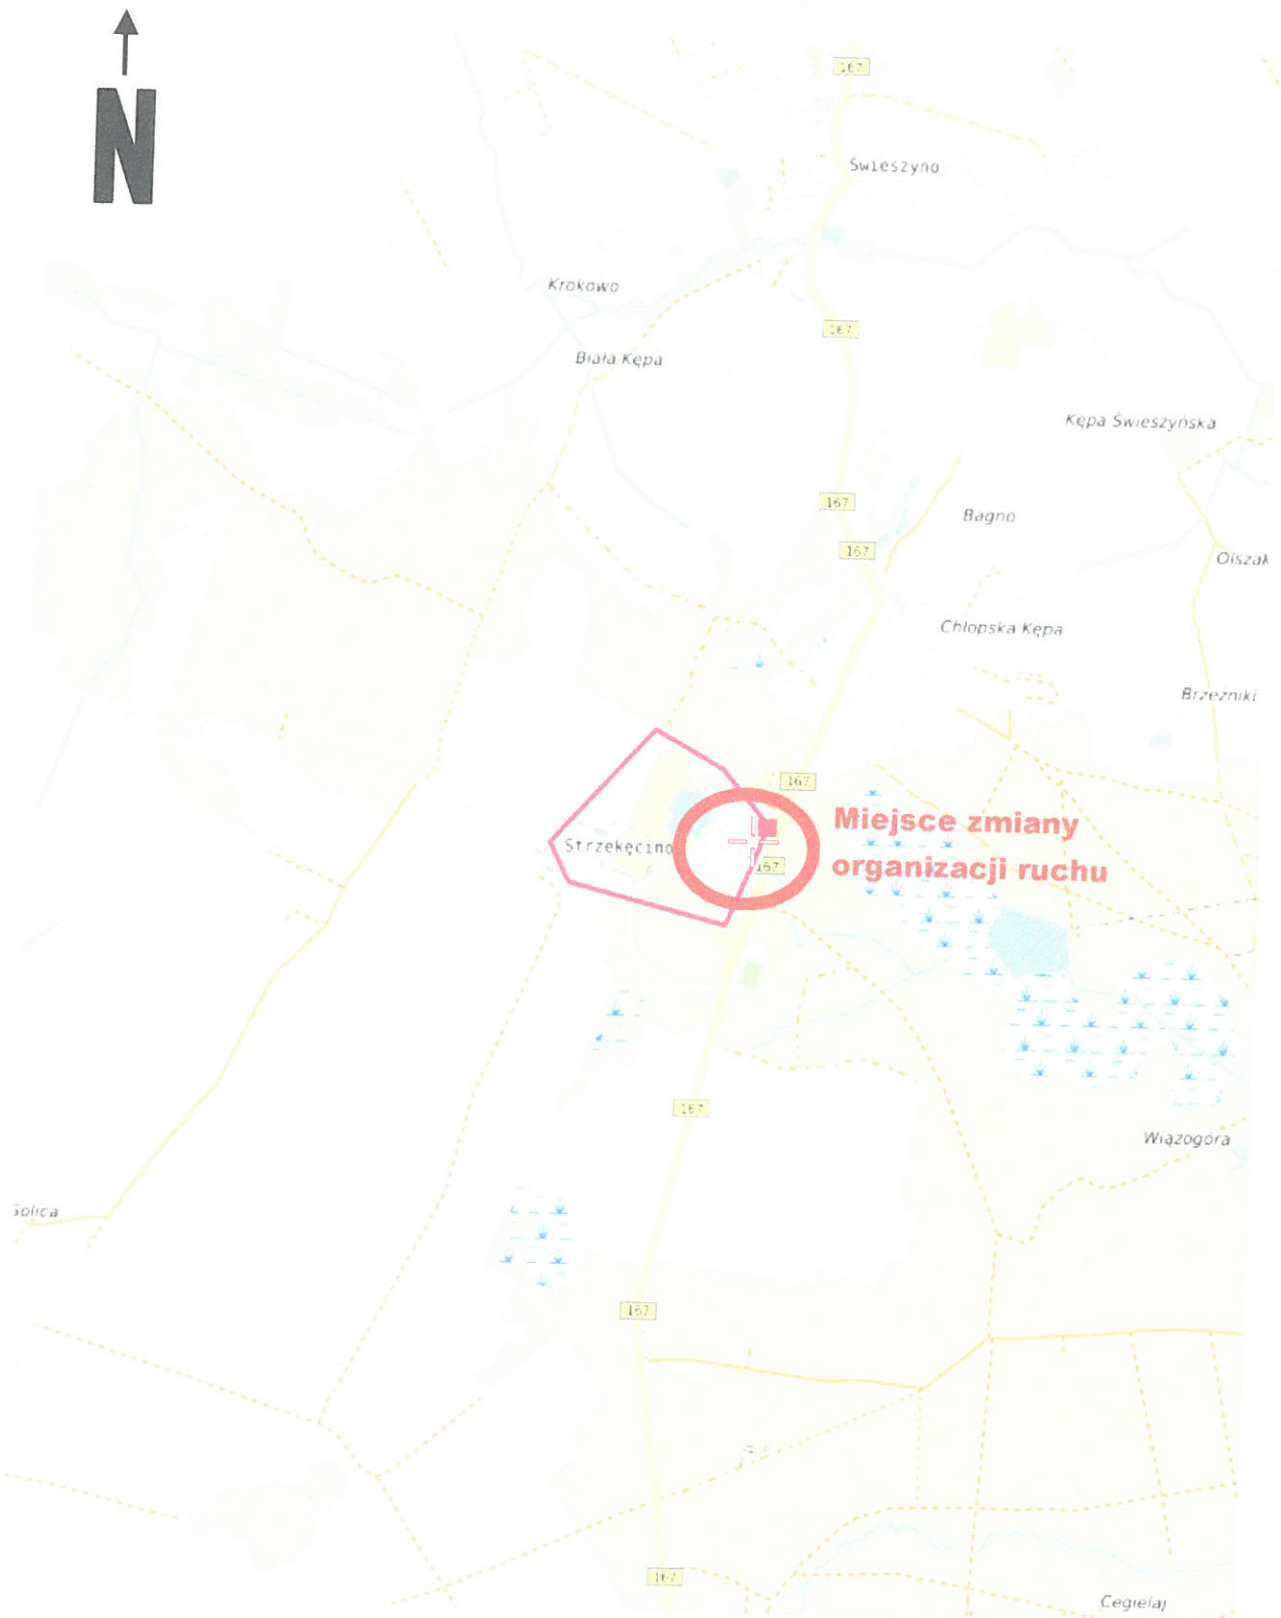 N
167
Świeszyno
Krokowo
167
Biała Kępa
Kępa Świeszyńska
167
Bagno
167
Olszak
Chłopska Kępa
Brzeźniki
167
Miejsce zmiany
organizacji ruchu
Strzekęcino
167
167
Wiązogóra
Golica
167
167
Cegielaj